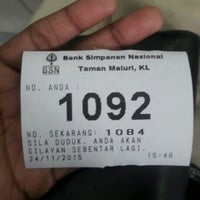 BSN
Bank Simpanan Nasional
Taman Maluri, KL
NO. ANDA :
1092
NO. SEKARANG: 1084
SILA DUDUK, ANDA AKAN
DILAYAN SEBENTAR LAGI.
24/11/2015 15:48